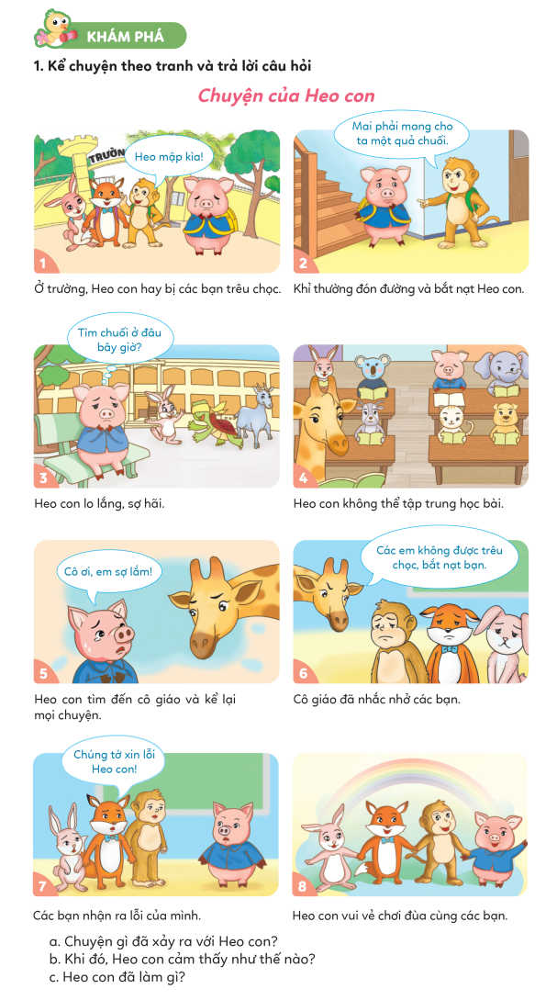 KHÁM PHÁ
1. Kể chuyện theo tranh và trả lời câu hỏi
Chuyện của Heo con
TRƯỜNG
Heo mập kìa!
1
Ở trường, Heo con hay bị các bạn trêu chọc.
Mai phải mang cho
ta một quả chuối.
2
Khỉ thường đón đường và bắt nạt Heo con.
Tìm chuối ở đâu
bây giờ?
3
Heo con lo lắng, sợ hãi.
4
Heo con không thể tập trung học bài.
Cô ơi, em sợ lắm!
5
Heo con tìm đến cô giáo và kể lại
mọi chuyện.
Các em không được trêu
chọc, bắt nạt bạn.
6
Cô giáo đã nhắc nhở các bạn.
Chúng tớ xin lỗi
Heo con!
7
Các bạn nhận ra lỗi của mình.
8
Heo con vui vẻ chơi đùa cùng các bạn.
a. Chuyện gì đã xảy ra với Heo con?
b. Khi đó, Heo con cảm thấy như thế nào?
c. Heo con đã làm gì?